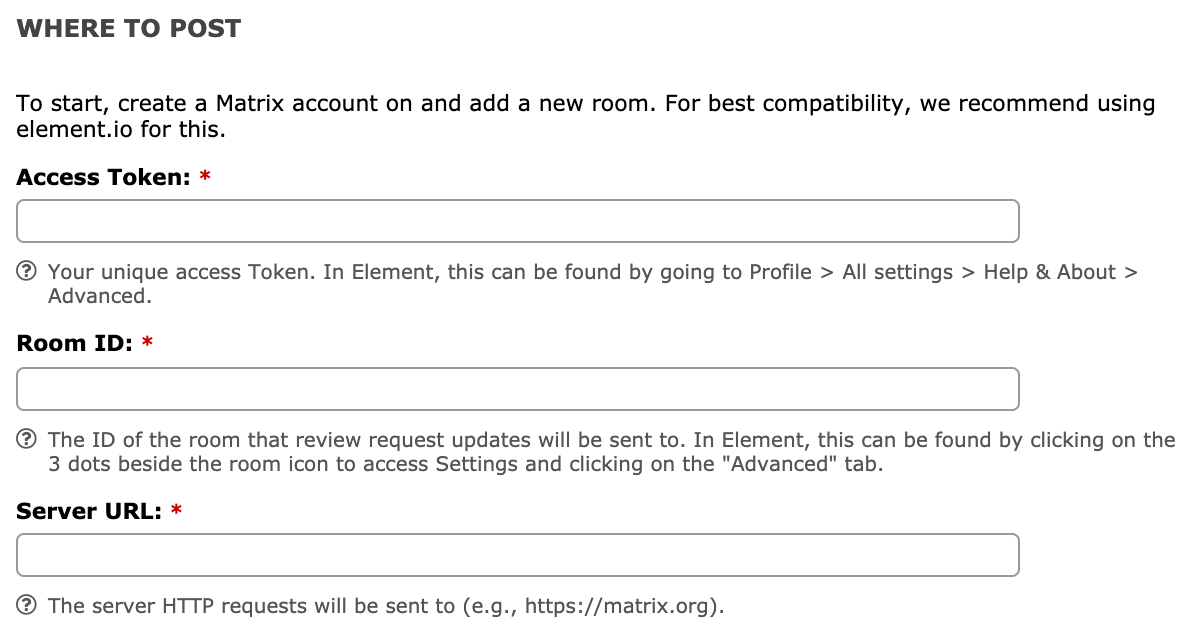 WHERE TO POST
To start, create a Matrix account on and add a new room. For best compatibility, we recommend using
element.io for this.
Access Token: *
Your unique access Token. In Element, this can be found by going to Profile > All settings > Help & About >
Advanced.
Room ID: *
The ID of the room that review request updates will be sent to. In Element, this can be found by clicking on the
3 dots beside the room icon to access Settings and clicking on the "Advanced" tab.
Server URL: *
The server HTTP requests will be sent to (e.g., https://matrix.org).